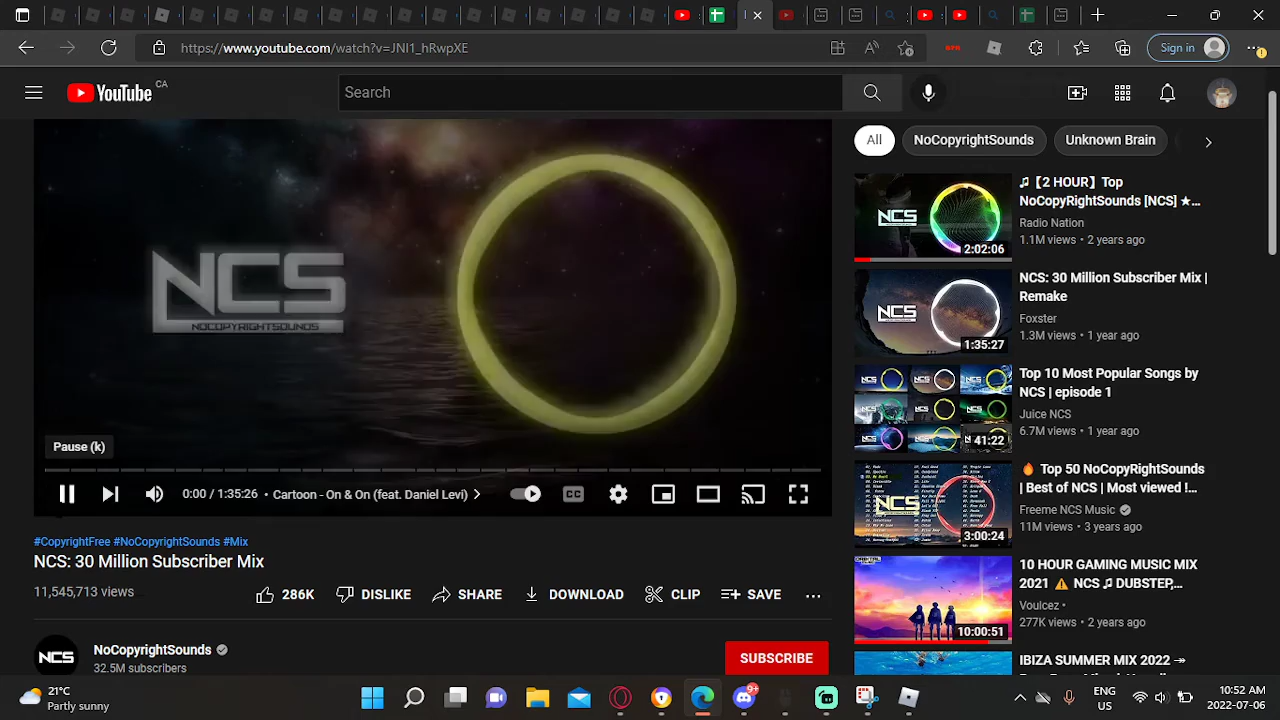 https://www.youtube.com/watch?v=JNl1_hRwpXE
Sign in
YouTube CA
Search
NCS
NOCOPYRIGHTSOUNDS
Pause (k)
0:00 / 1:35:26 • Cartoon - On & On (feat. Daniel Levi)
CC
#CopyrightFree #NoCopyrightSounds #Mix
NCS: 30 Million Subscriber Mix
11,545,713 views
286K DISLIKE SHARE DOWNLOAD CLIP SAVE
NCS
NoCopyrightSounds
32.5M subscribers
SUBSCRIBE
All NoCopyrightSounds Unknown Brain
NCS
2:02:06
♫【2 HOUR】Top
NoCopyRightSounds [NCS] ★...
Radio Nation
1.1M views • 2 years ago
NCS
1:35:27
NCS: 30 Million Subscriber Mix |
Remake
Foxster
1.3M views • 1 year ago
41:22
Top 10 Most Popular Songs by
NCS | episode 1
Juice NCS
6.7M views • 1 year ago
NCS
3:00:24
🔥 Top 50 NoCopyrightSounds
| Best of NCS | Most viewed !...
Freeme NCS Music
11M views • 3 years ago
10:00:51
10 HOUR GAMING MUSIC MIX
2021 ⚠️ NCS ♫ DUBSTEP,...
Voulcez •
277K views • 2 years ago
IBIZA SUMMER MIX 2022
21°C
Partly sunny
9+
ENG
US
10:52 AM
2022-07-06